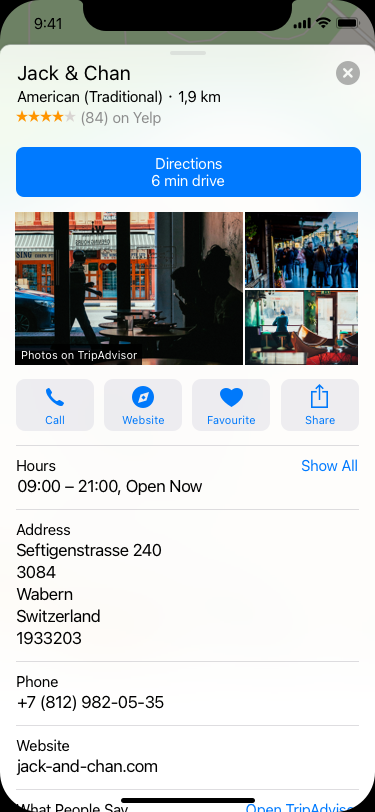 9:41
Jack & Chan
American (Traditional) · 1,9 km
(84) on Yelp
Directions
6 min drive
SING
Photos on TripAdvisor
Call
Website
Favourite
Share
Hours
Show All
09:00 – 21:00, Open Now
Address
Seftigenstrasse 240
3084
Wabern
Switzerland
1933203
Phone
+7 (812) 982-05-35
Website
jack-and-chan.com
What People Say
Open TripAdvisor